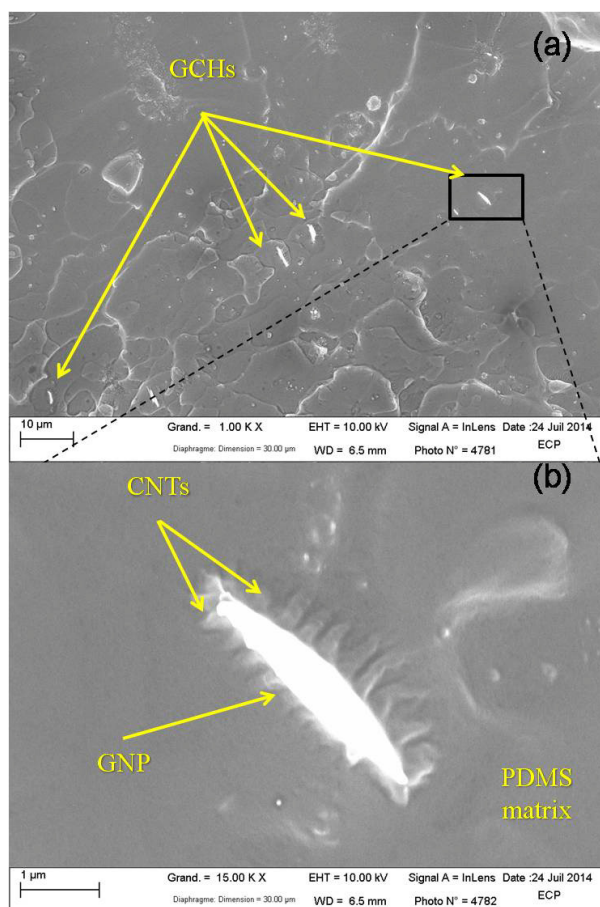 (a)
GCHs
10 µm
Grand. = 1.00 K X EHT = 10.00 kV Signal A = InLens Date :24 Juil 2014
Diaphragme: Dimension = 30.00 µm WD = 6.5 mm Photo N° = 4781 ECP
(b)
CNTs
GNP
PDMS
matrix
1 µm
Grand. = 15.00 K X EHT = 10.00 kV Signal A = InLens Date :24 Juil 2014
Diaphragme: Dimension = 30.00 µm WD = 6.5 mm Photo N° = 4782 ECP